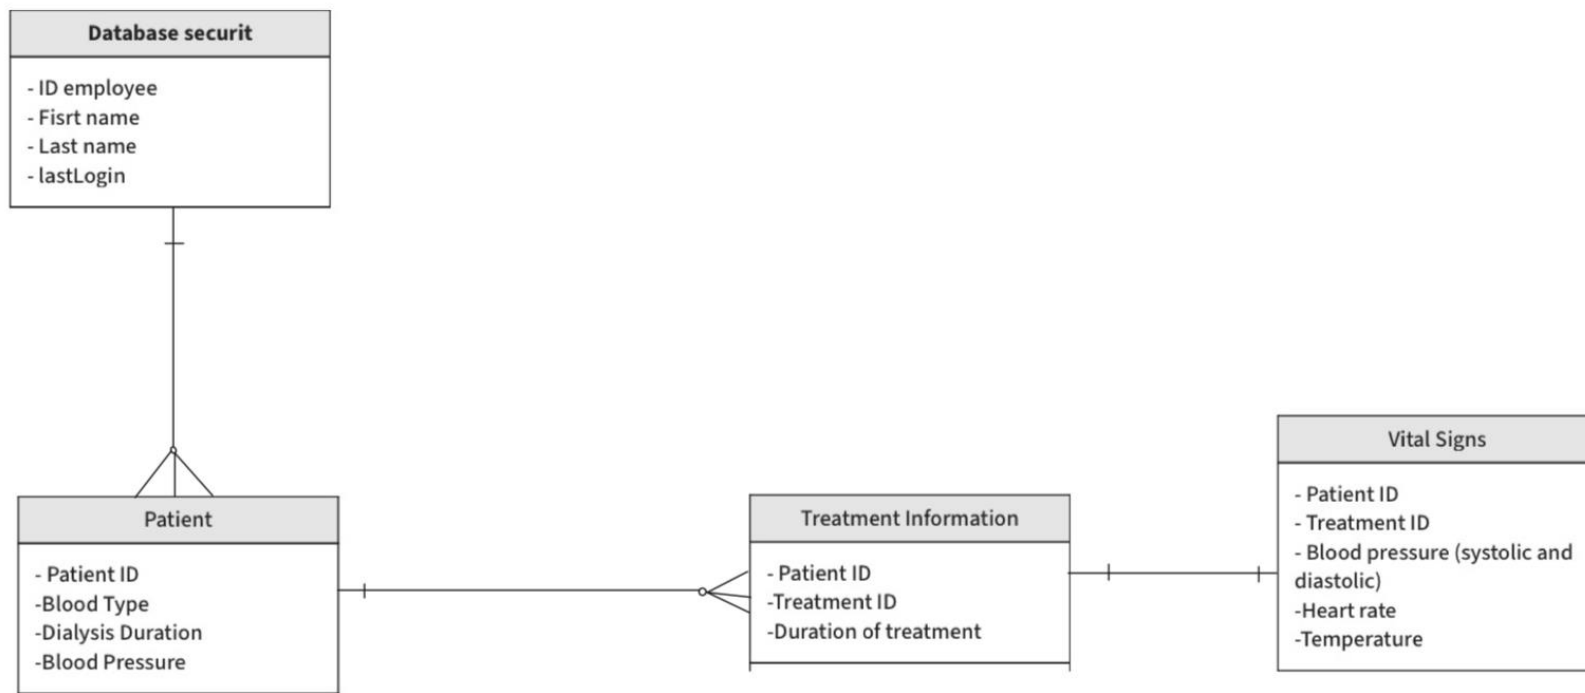 Database securit
- ID employee
- Fisrt name
- Last name
- lastLogin
Patient
- Patient ID
-Blood Type
-Dialysis Duration
-Blood Pressure
Treatment Information
- Patient ID
-Treatment ID
-Duration of treatment
Vital Signs
- Patient ID
- Treatment ID
- Blood pressure (systolic and
diastolic)
-Heart rate
-Temperature